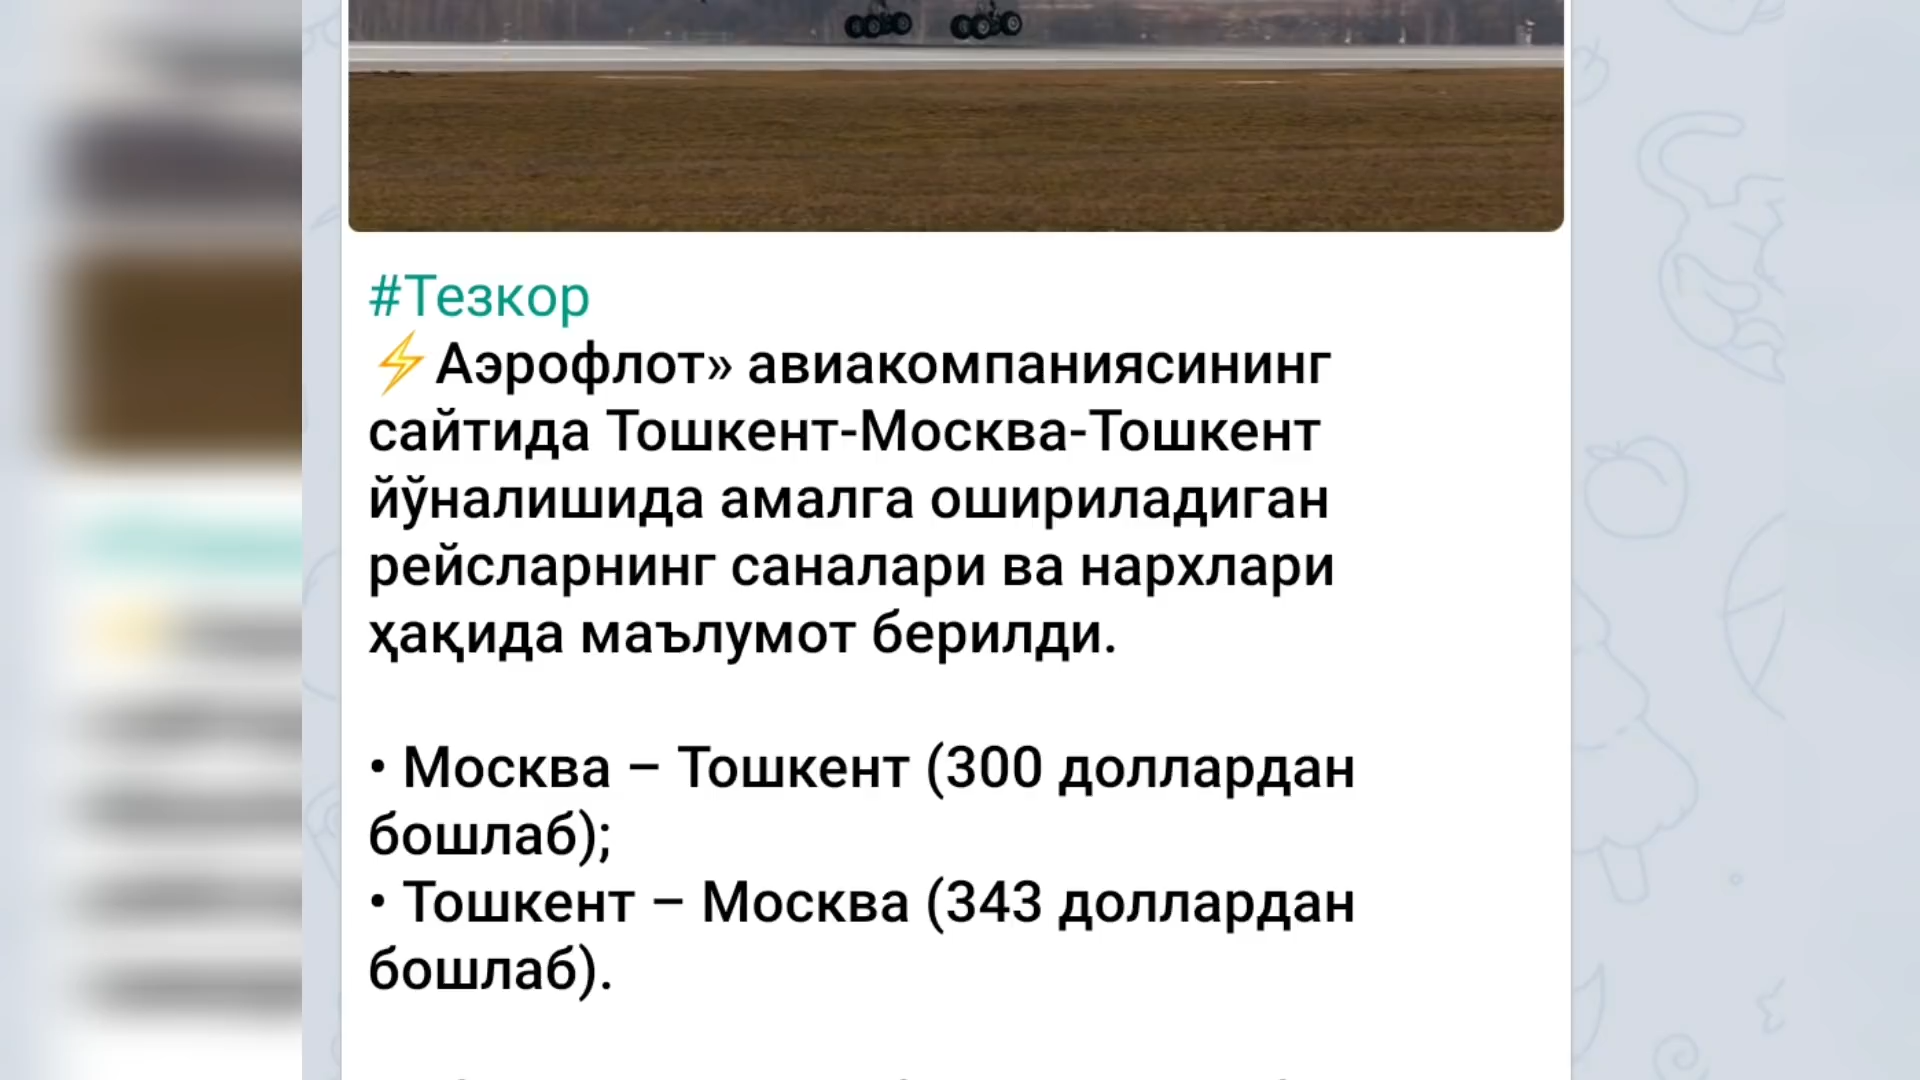 #Тезкор
⚡Аэрофлот» авиакомпаниясининг
сайтида Тошкент-Москва-Тошкент
йўналишида амалга ошириладиган
рейсларнинг саналари ва нархлари
ҳақида маълумот берилди.
• Москва – Тошкент (300 доллардан
бошлаб);
• Тошкент – Москва (343 доллардан
бошлаб).